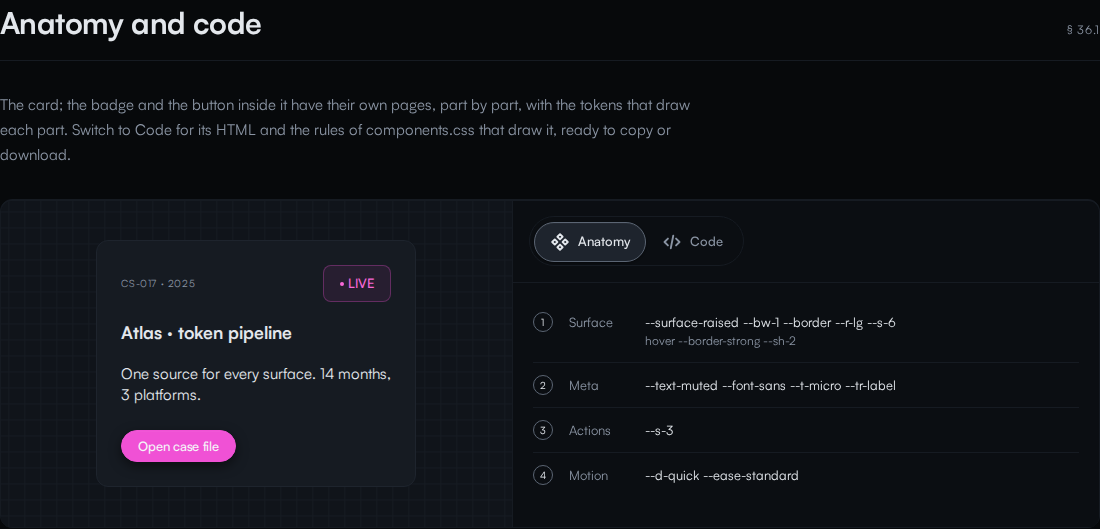 Anatomy and code
§ 36.1
The card; the badge and the button inside it have their own pages, part by part, with the tokens that draw
each part. Switch to Code for its HTML and the rules of components.css that draw it, ready to copy or
download.
CS-017 · 2025
• LIVE
Atlas · token pipeline
One source for every surface. 14 months,
3 platforms.
Open case file
Anatomy
Code
1 Surface --surface-raised --bw-1 --border --r-lg --s-6
hover --border-strong --sh-2
2 Meta --text-muted --font-sans --t-micro --tr-label
3 Actions --s-3
4 Motion --d-quick --ease-standard